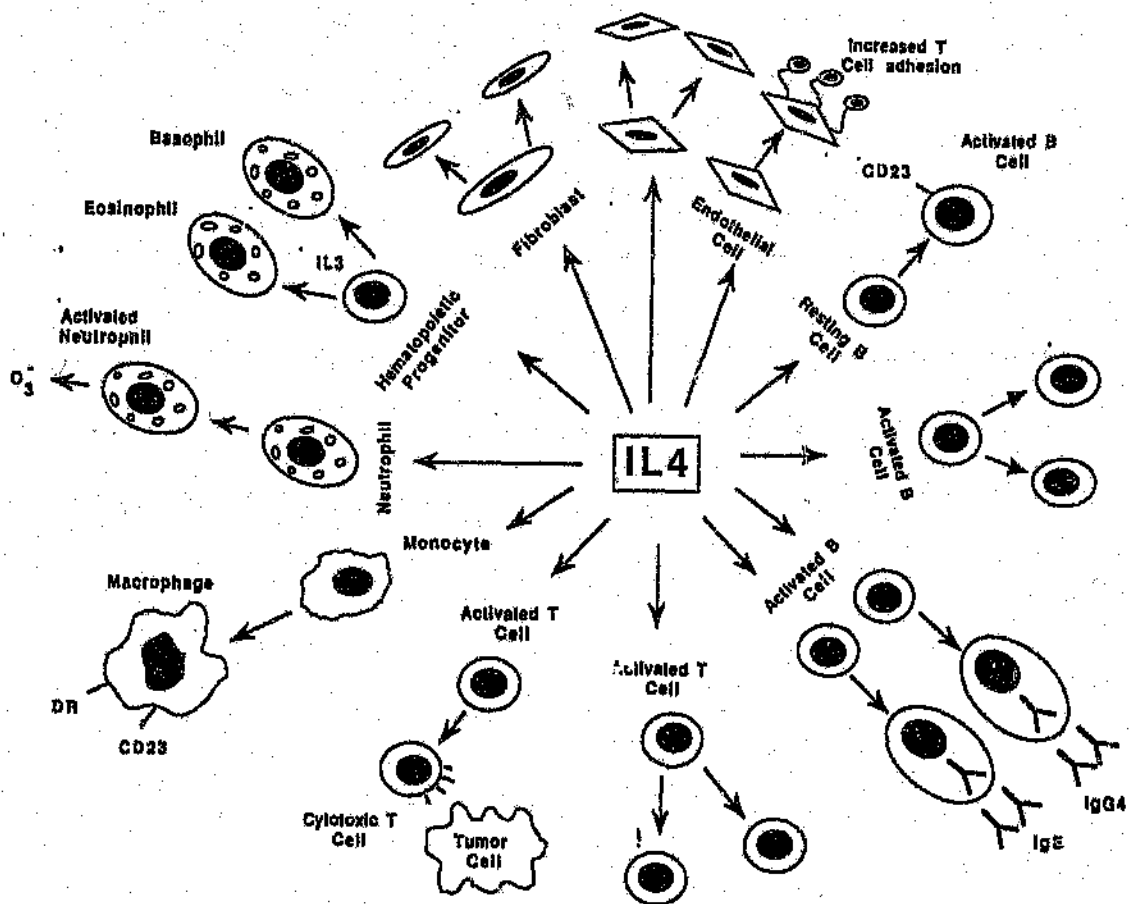 Increased T
Cell adhesion
Basophil
Activated B
Cell
CD23
Eosinophil
Fibroblast
Endothelial
Cell
IL3
Activated
Neutrophil
Hematopoietic
Progenitor
Resting B
Cell
O3-
Activated B
Cell
IL4
Neutrophil
Monocyte
Macrophage
Activated T
Cell
Activated B
Cell
Activated T
Cell
DR
CD23
IgG4
Cytotoxic T
Cell
Tumor
Cell
IgE